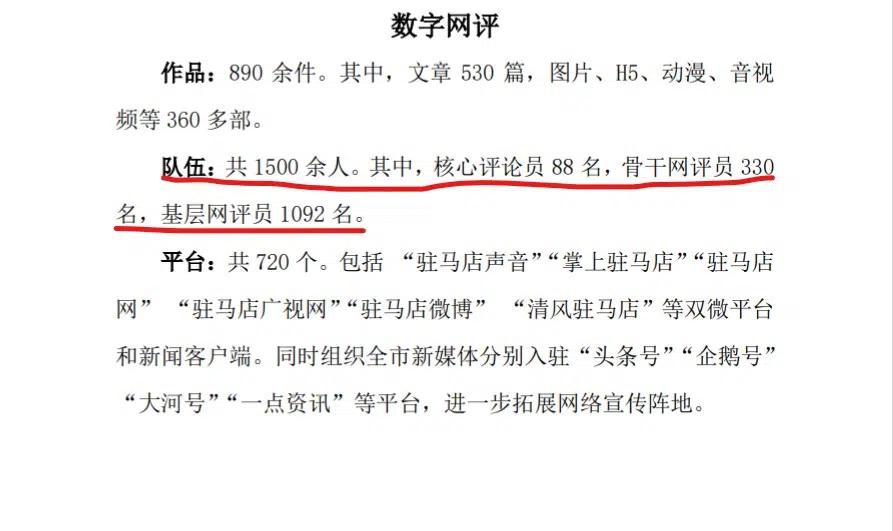 数字网评
作品：890 余件。其中，文章 530 篇，图片、H5、动漫、音视
频等 360 多部。
队伍：共 1500 余人。其中，核心评论员 88 名，骨干网评员 330
名，基层网评员 1092 名。
平台：共 720 个。包括 “驻马店声音”“掌上驻马店”“驻马店
网” “驻马店广视网”“驻马店微博” “清风驻马店”等双微平台
和新闻客户端。同时组织全市新媒体分别入驻“头条号”“企鹅号”
“大河号”“一点资讯”等平台，进一步拓展网络宣传阵地。